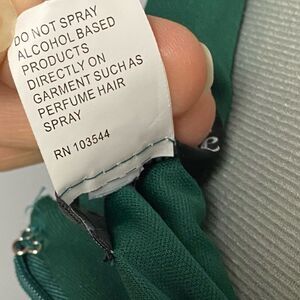 DO NOT SPRAY
ALCOHOL BASED
PRODUCTS
DIRECTLY ON
GARMENT SUCH AS
PERFUME HAIR
SPRAY
RN 103544